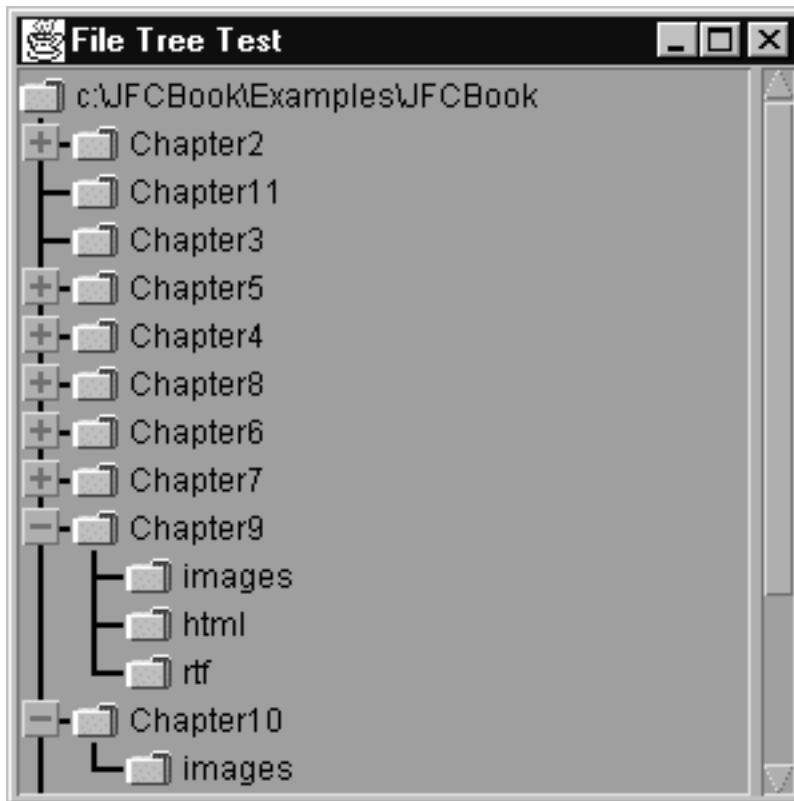 File Tree Test
c:\JFCBook\Examples\JFCBook
Chapter2
Chapter11
Chapter3
Chapter5
Chapter4
Chapter8
Chapter6
Chapter7
Chapter9
images
html
rtf
Chapter10
images